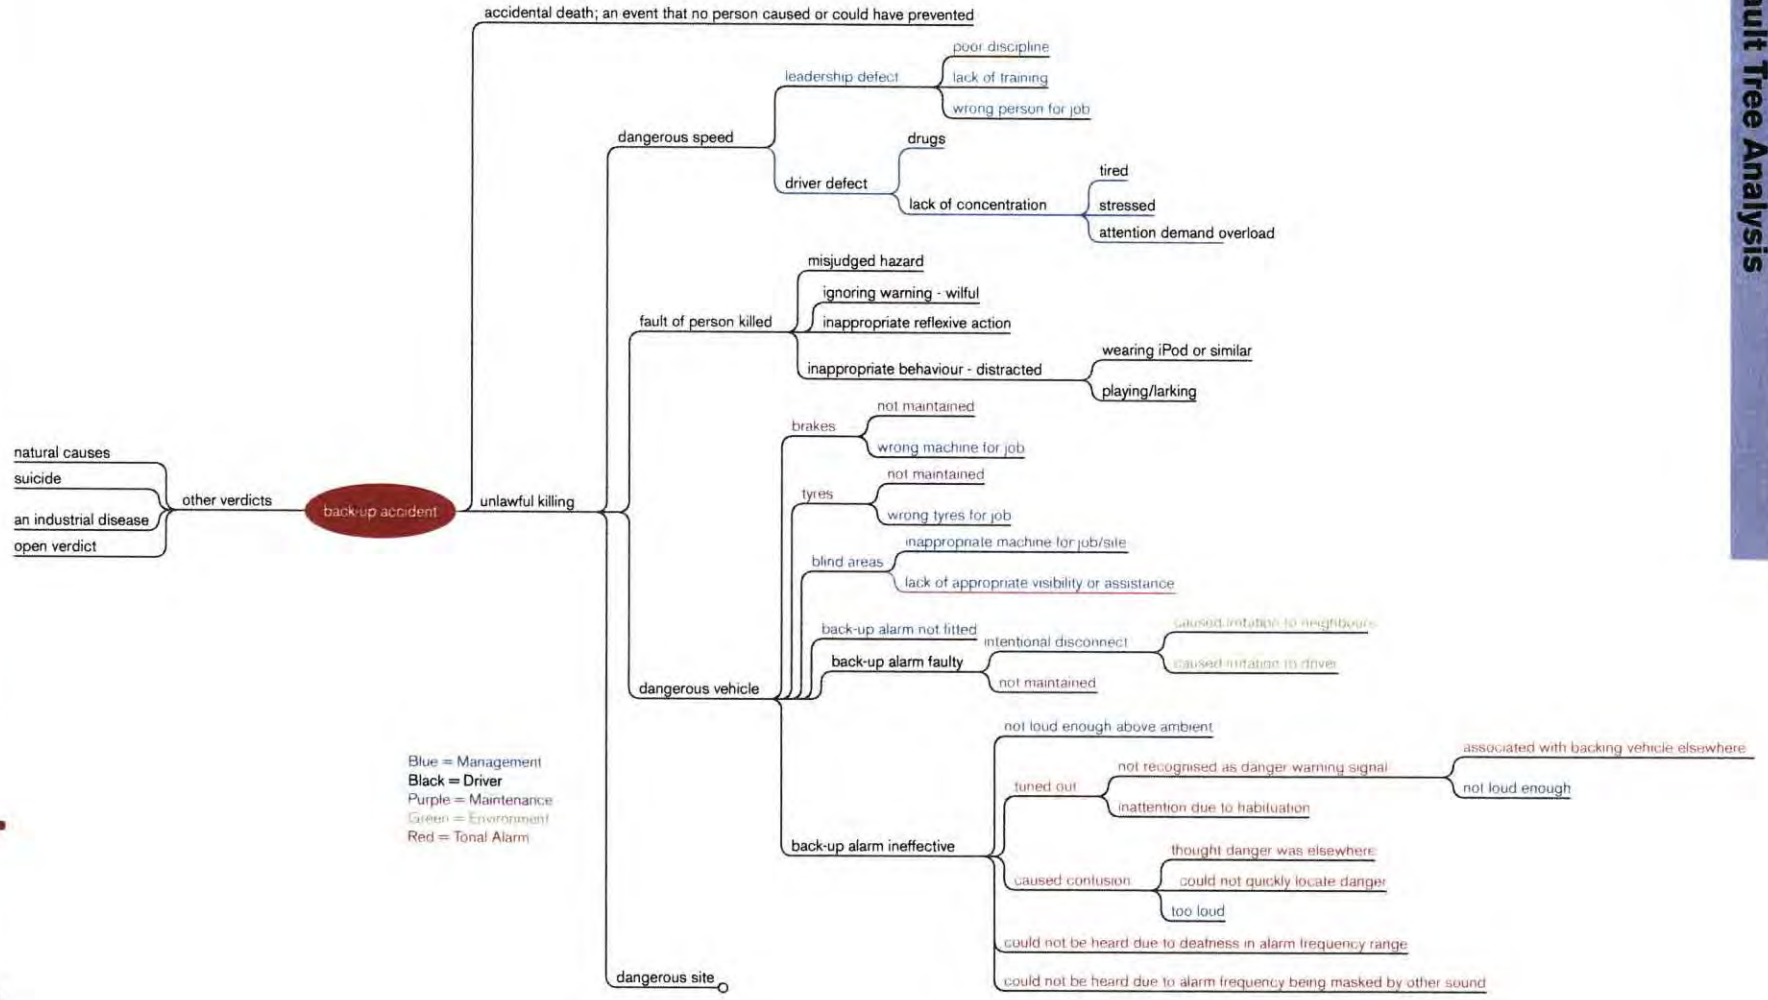 ault Tree Analysis
accidental death; an event that no person caused or could have prevented
poor discipline
leadership defect
lack of training
wrong person for job
dangerous speed
drugs
driver defect
tired
lack of concentration
stressed
attention demand overload
misjudged hazard
ignoring warning - wilful
fault of person killed
inappropriate reflexive action
wearing iPod or similar
inappropriate behaviour - distracted
playing/larking
not maintained
brakes
wrong machine for job
natural causes
suicide
other verdicts
an industrial disease
open verdict
back-up accident
unlawful killing
not maintained
tyres
wrong tyres for job
inappropriate machine for job/site
blind areas
lack of appropriate visibility or assistance
back-up alarm not fitted
caused irritation to neighbours
intentional disconnect
back-up alarm faulty
caused irritation to driver
not maintained
dangerous vehicle
not loud enough above ambient
associated with backing vehicle elsewhere
not recognised as danger warning signal
tuned out
not loud enough
inattention due to habituation
Blue = Management
Black = Driver
Purple = Maintenance
Green = Environment
Red = Tonal Alarm
back-up alarm ineffective
thought danger was elsewhere
caused confusion
could not quickly locate danger
too loud
could not be heard due to deafness in alarm frequency range
dangerous site
could not be heard due to alarm frequency being masked by other sound